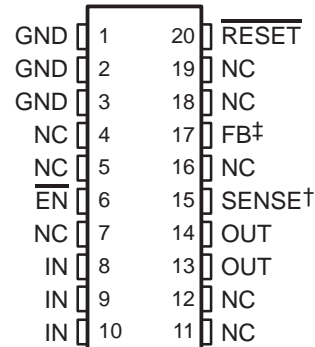 GND 1 20 R̅E̅S̅E̅T̅
GND 2 19 NC
GND 3 18 NC
NC 4 17 FB‡
NC 5 16 NC
E̅N̅ 6 15 SENSE†
NC 7 14 OUT
IN 8 13 OUT
IN 9 12 NC
IN 10 11 NC